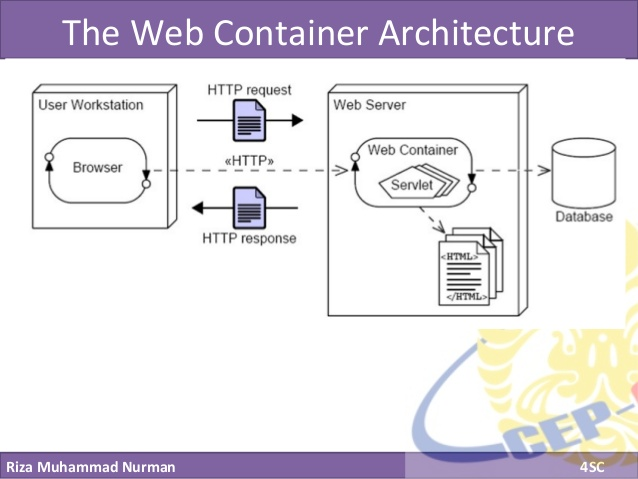 The Web Container Architecture
User Workstation
Browser
HTTP request
«HTTP»
HTTP response
Web Server
Web Container
Servlet
<HTML>
</HTML>
Database
CEP-
Riza Muhammad Nurman
4SC